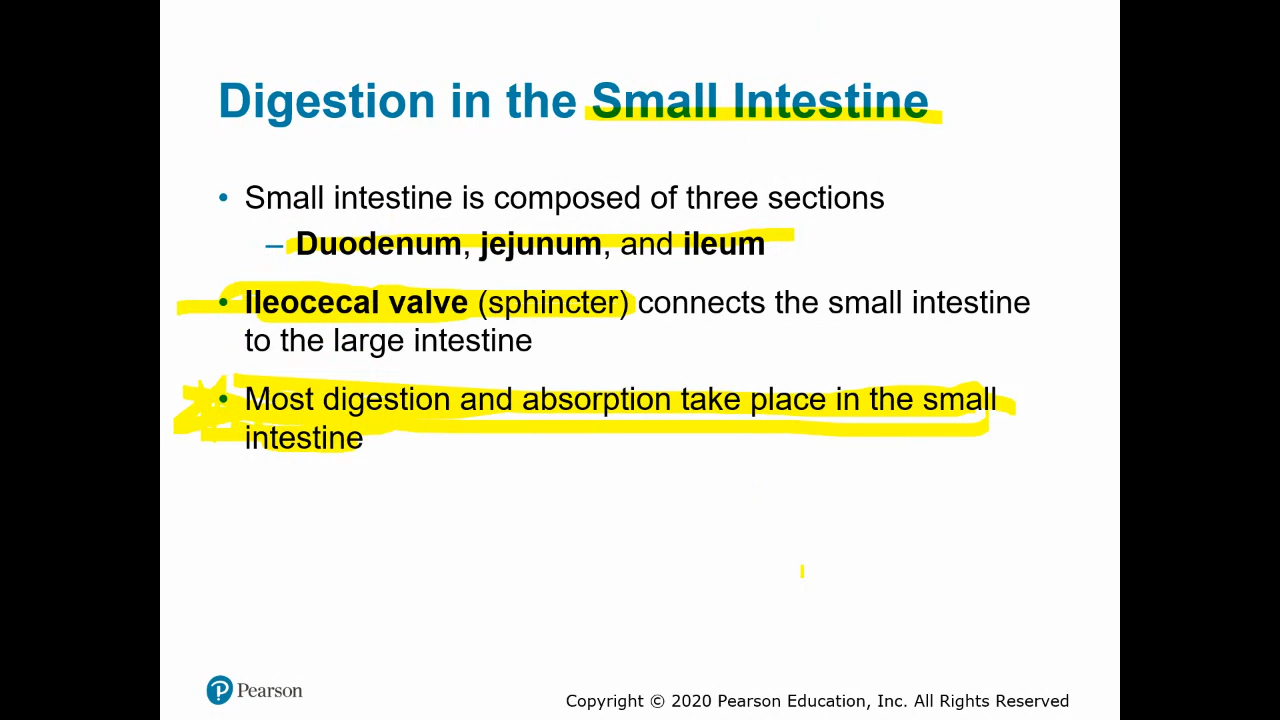 Digestion in the Small Intestine
• Small intestine is composed of three sections
– Duodenum, jejunum, and ileum
• Ileocecal valve (sphincter) connects the small intestine
to the large intestine
• Most digestion and absorption take place in the small
intestine
P Pearson
Copyright © 2020 Pearson Education, Inc. All Rights Reserved